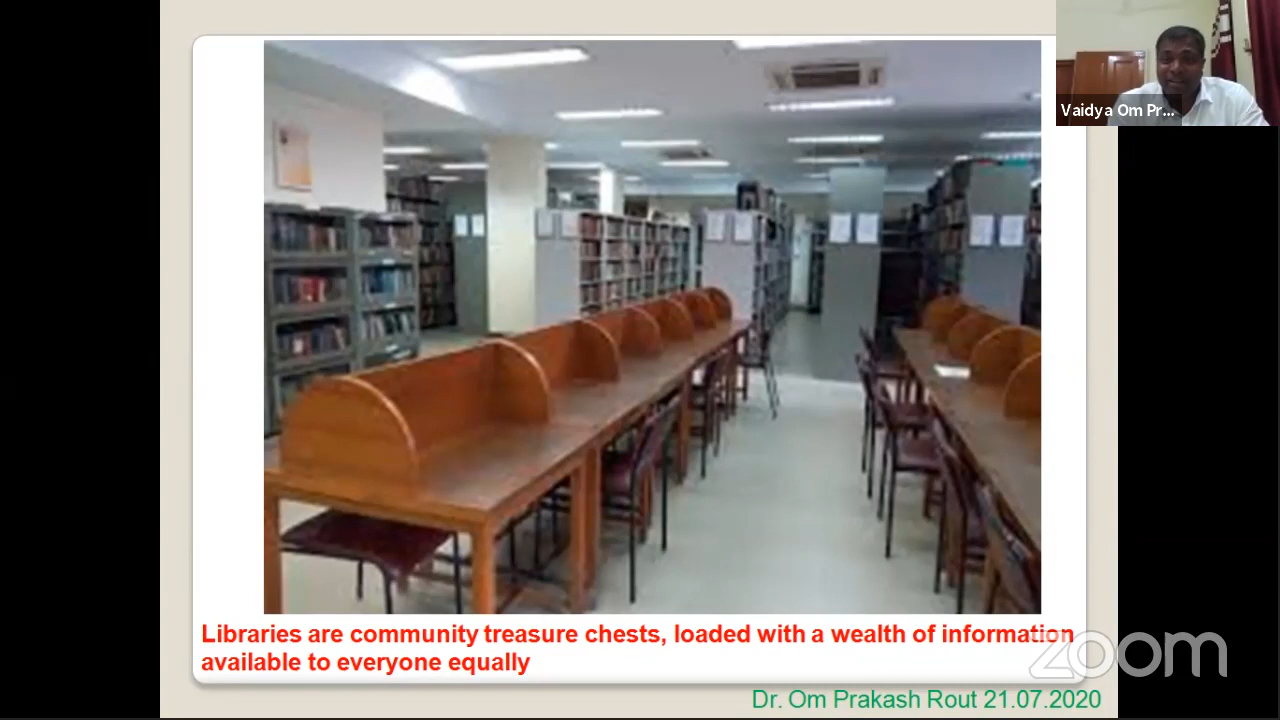 Vaidya Om Pr...
Libraries are community treasure chests, loaded with a wealth of information
available to everyone equally
zoom
Dr. Om Prakash Rout 21.07.2020